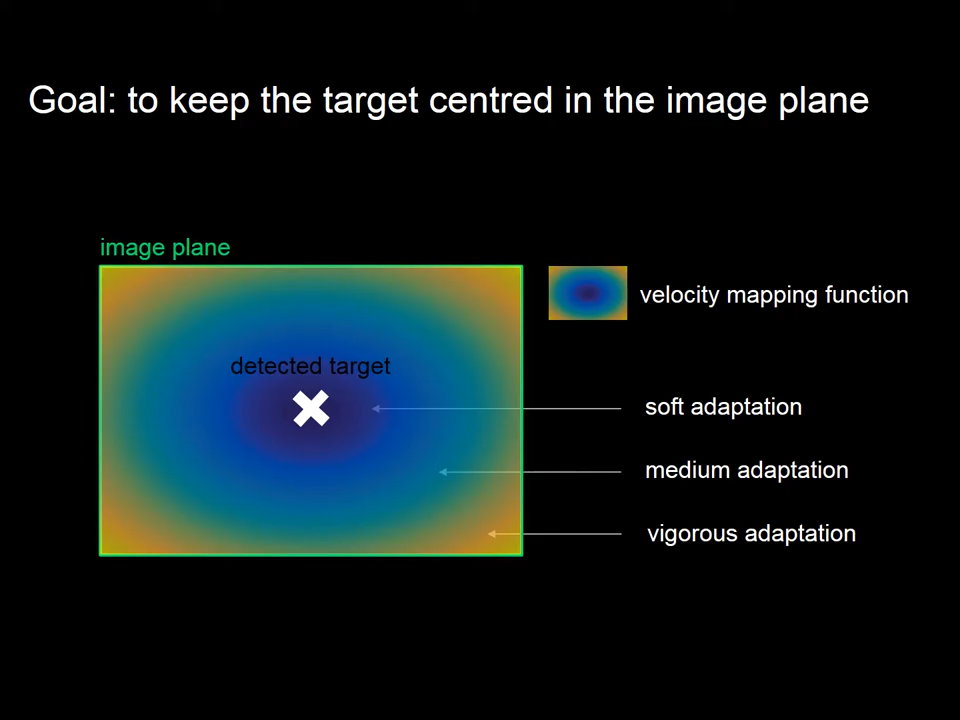 Goal: to keep the target centred in the image plane
image plane
velocity mapping function
detected target
soft adaptation
medium adaptation
vigorous adaptation